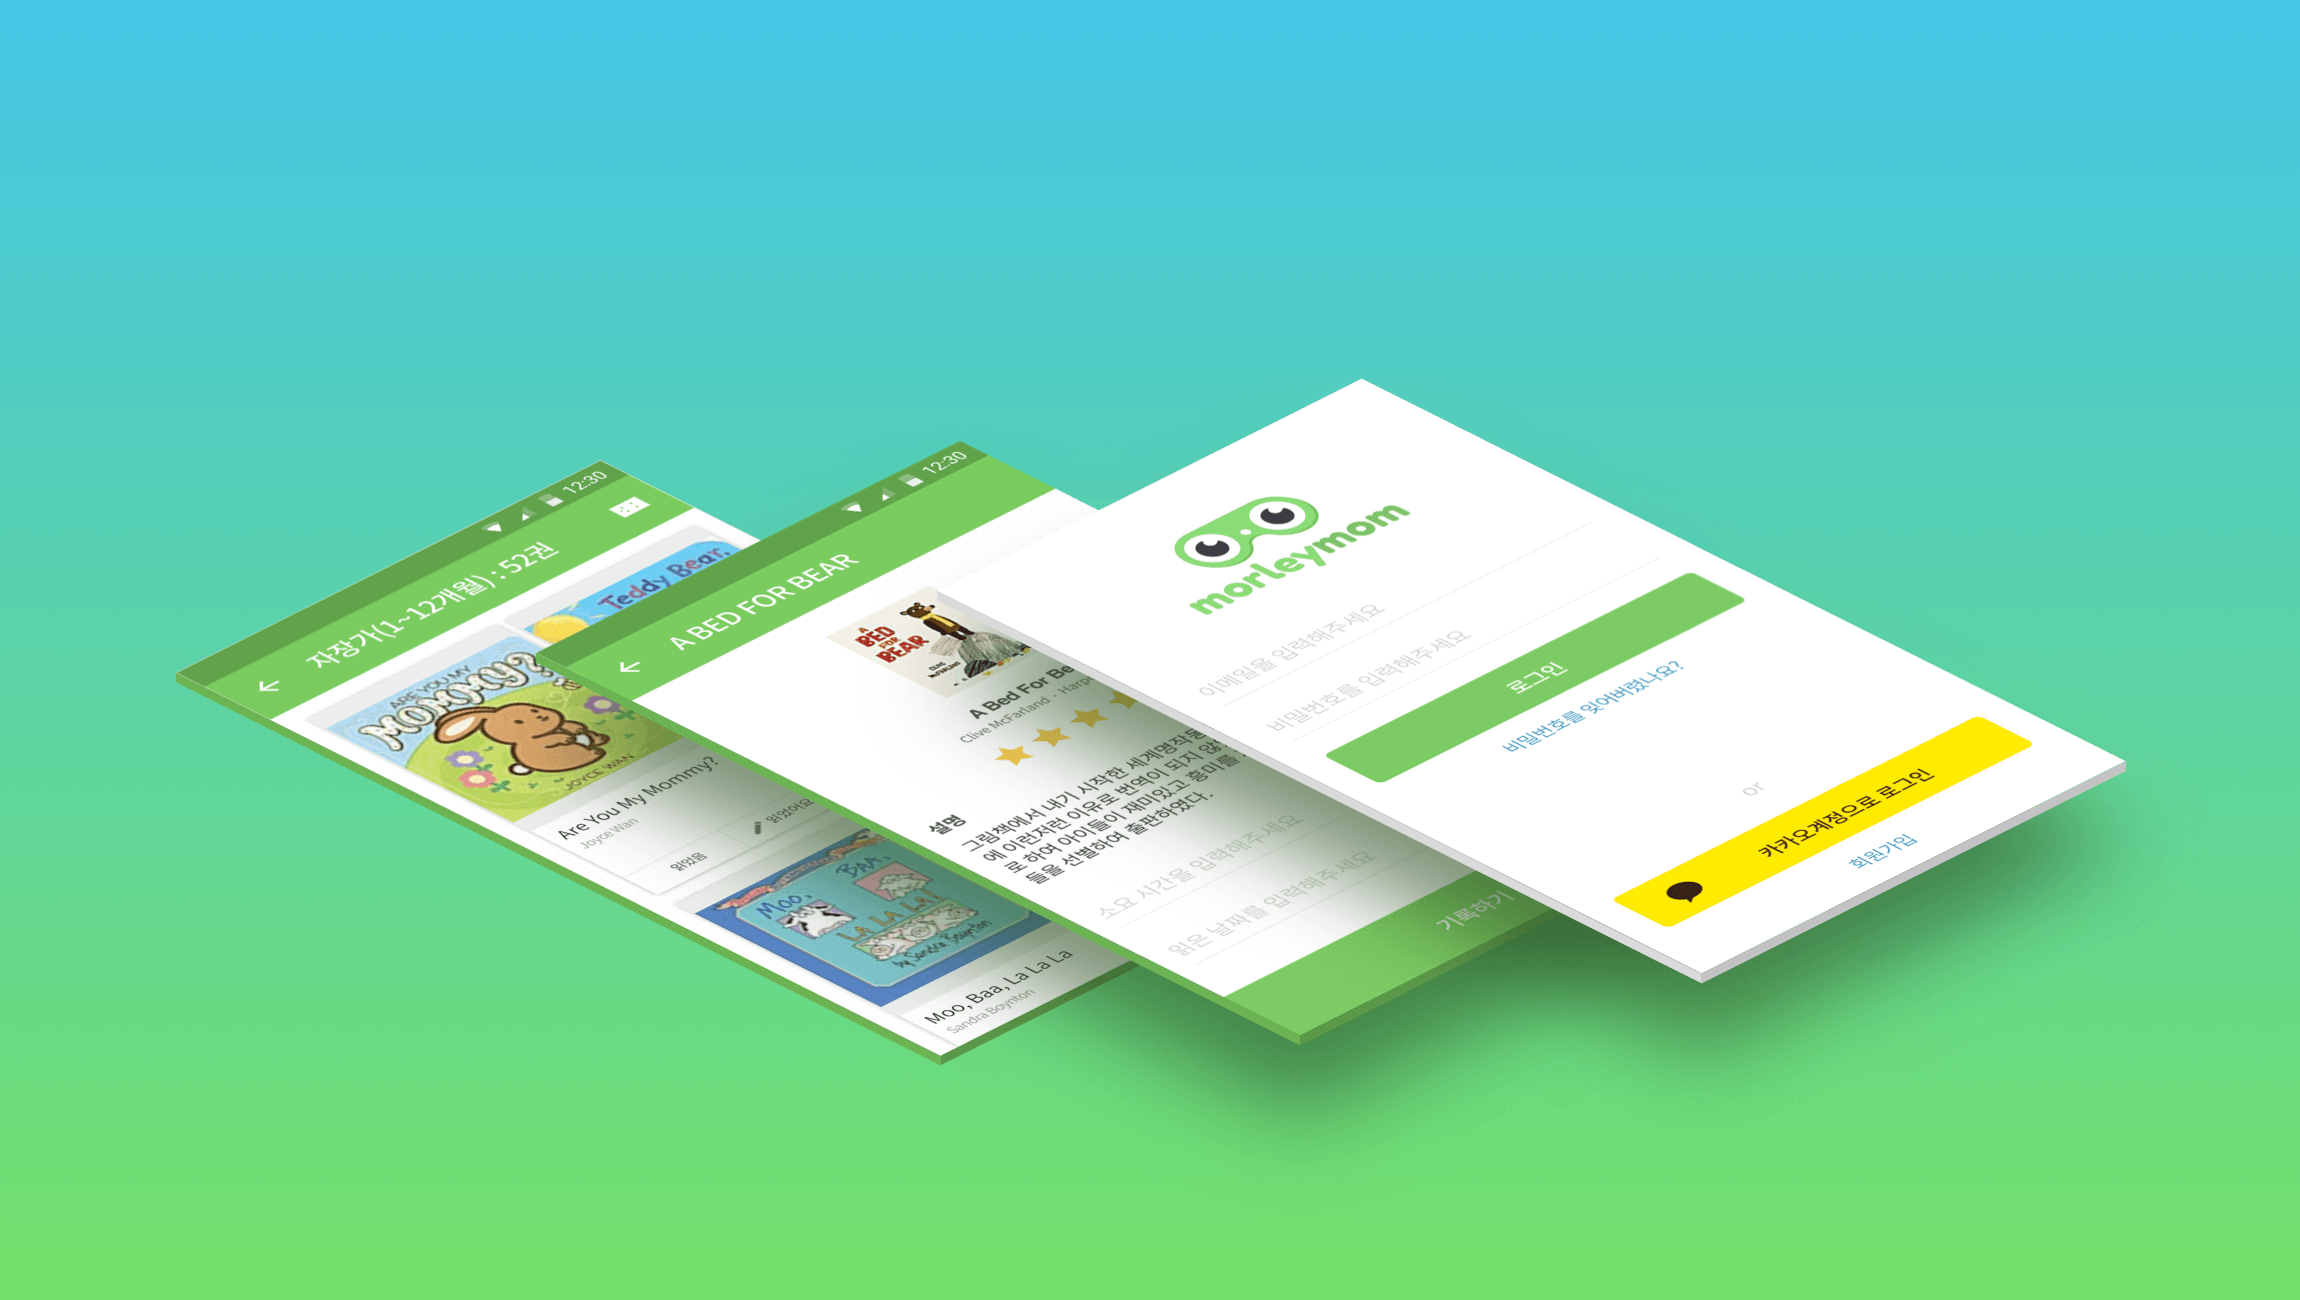 12:30
자장가(1~12개월) : 52권
ARE YOU MY
MOMMY?
JOYCE WAN
Teddy Bear,
Are You My Mommy?
Joyce Wan
읽었음
읽었어요
Moo,
BAA,
LA LA LA!
by Sandra Boynton
Moo, Baa, La La La
Sandra Boynton
12:30
A BED FOR BEAR
A
BED
FOR
BEAR
CLIVE
McFARLAND
A Bed For Be
Clive McFarland - Harp
설명
그림책에서 내기 시작한 세계명작동
에 이런저런 이유로 번역이 되지 않
로 하여 아이들이 재미있고 흥미를
들을 선별하여 출판하였다.
소요 시간을 입력해주세요
읽은 날짜를 입력해주세요
기록하기
morleymom
이메일을 입력해주세요
비밀번호를 입력해주세요
로그인
비밀번호를 잊어버렸나요?
or
카카오계정으로 로그인
회원가입